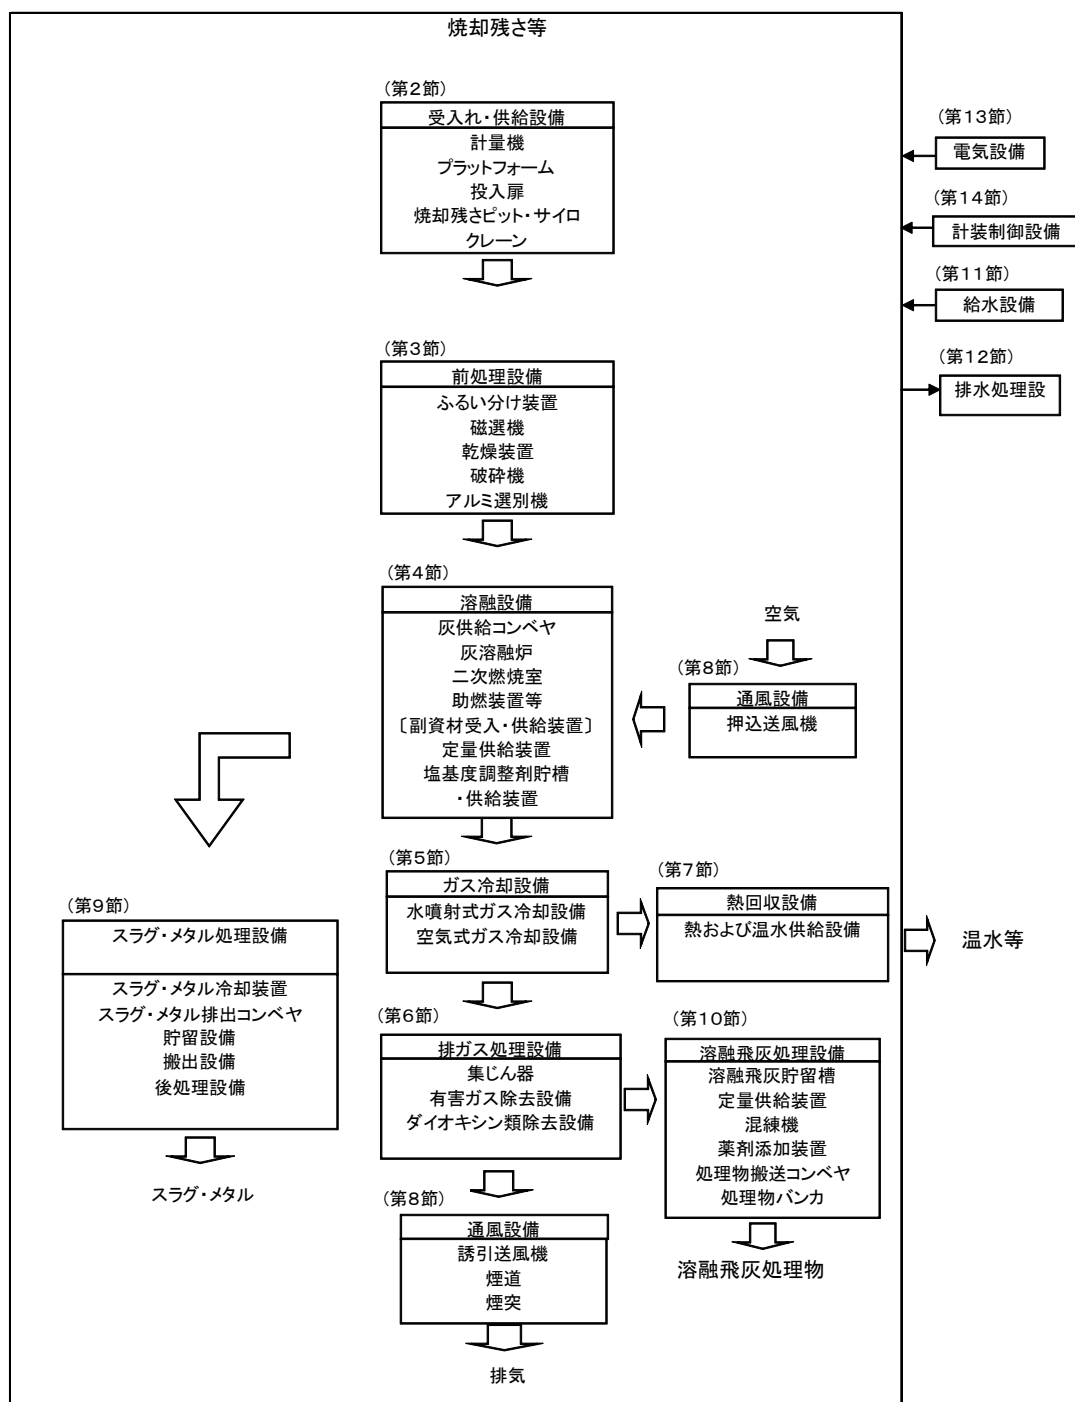 焼却残さ等
(第2節)
受入れ・供給設備
計量機
プラットフォーム
投入扉
焼却残さピット・サイロ
クレーン
(第13節)
電気設備
(第14節)
計装制御設備
(第11節)
給水設備
(第12節)
排水処理設
(第3節)
前処理設備
ふるい分け装置
磁選機
乾燥装置
破砕機
アルミ選別機
(第4節)
溶融設備
灰供給コンベヤ
灰溶融炉
二次燃焼室
助燃装置等
〔副資材受入・供給装置〕
定量供給装置
塩基度調整剤貯槽
・供給装置
空気
(第8節)
通風設備
押込送風機
(第5節)
ガス冷却設備
水噴射式ガス冷却設備
空気式ガス冷却設備
(第7節)
熱回収設備
熱および温水供給設備
温水等
(第9節)
スラグ・メタル処理設備
スラグ・メタル冷却装置
スラグ・メタル排出コンベヤ
貯留設備
搬出設備
後処理設備
スラグ・メタル
(第6節)
排ガス処理設備
集じん器
有害ガス除去設備
ダイオキシン類除去設備
(第10節)
溶融飛灰処理設備
溶融飛灰貯留槽
定量供給装置
混練機
薬剤添加装置
処理物搬送コンベヤ
処理物バンカ
溶融飛灰処理物
(第8節)
通風設備
誘引送風機
煙道
煙突
排気